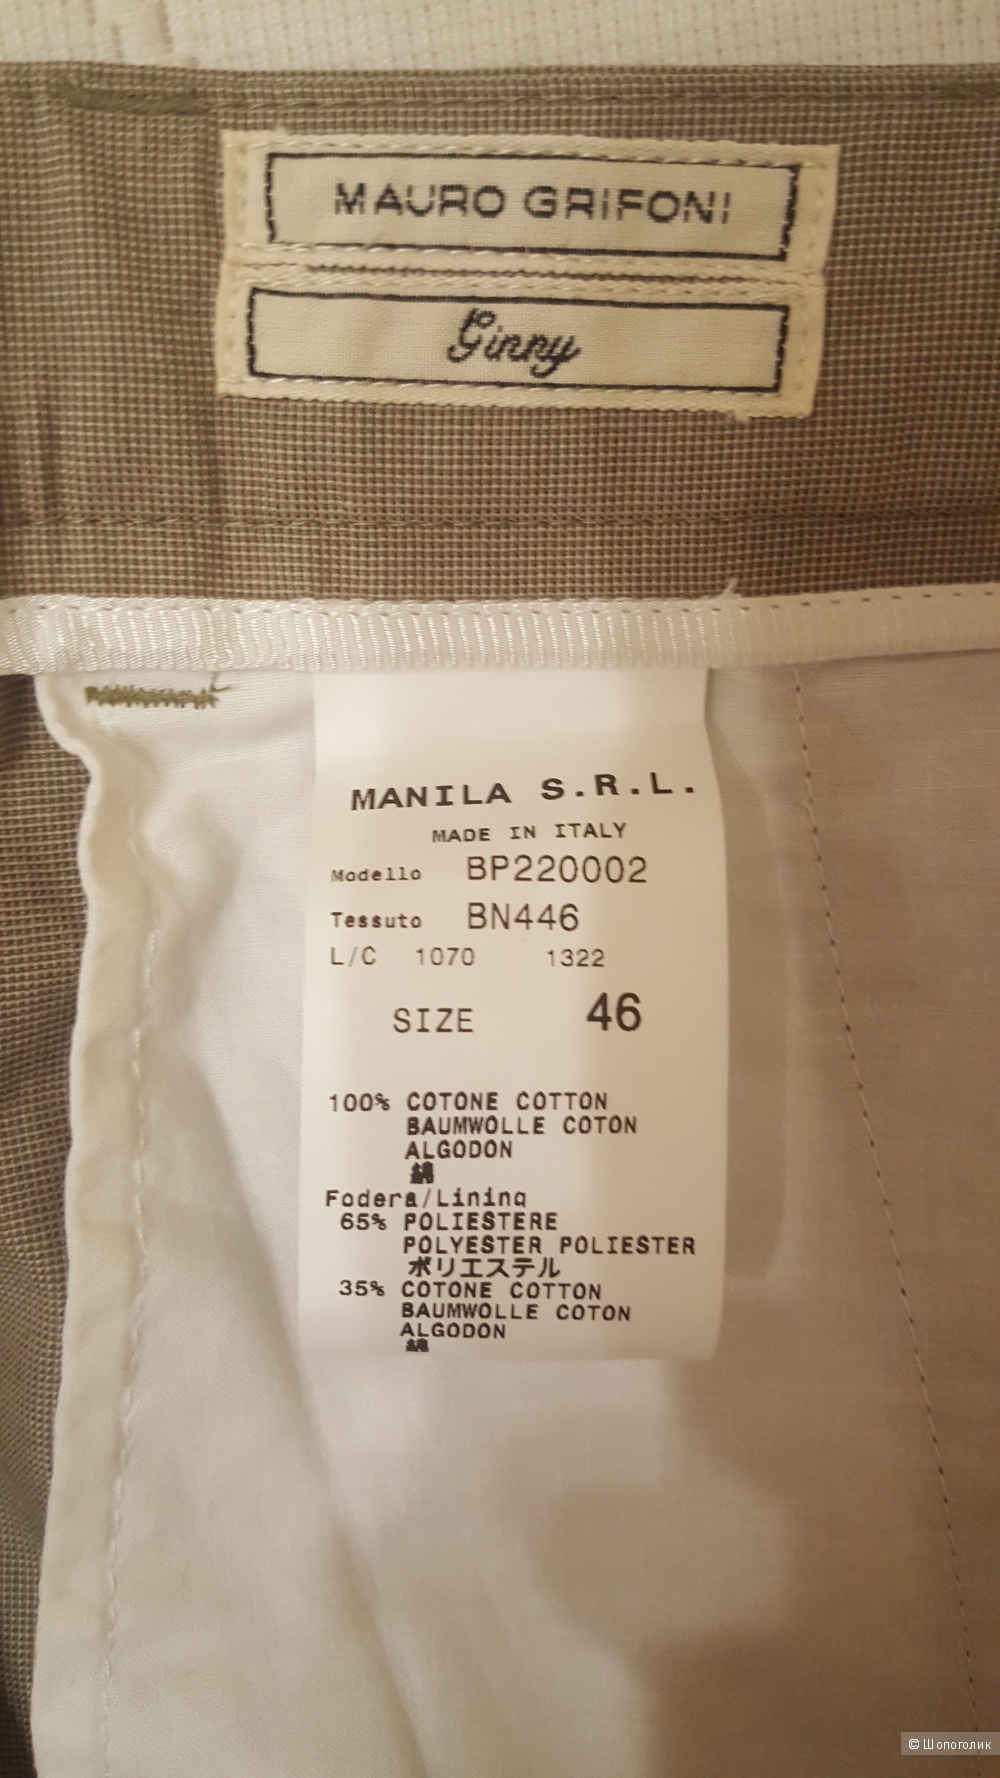 MAURO GRIFONI
Ginny
MANILA S.R.L.
MADE IN ITALY
Modello BP220002
Tessuto BN446
L/C 1070 1322
SIZE 46
100% COTONE COTTON
BAUMWOLLE COTON
ALGODON
綿
Fodera/Lining
65% POLIESTERE
POLYESTER POLIESTER
ポリエステル
35% COTONE COTTON
BAUMWOLLE COTON
ALGODON
綿
© Шопоголик